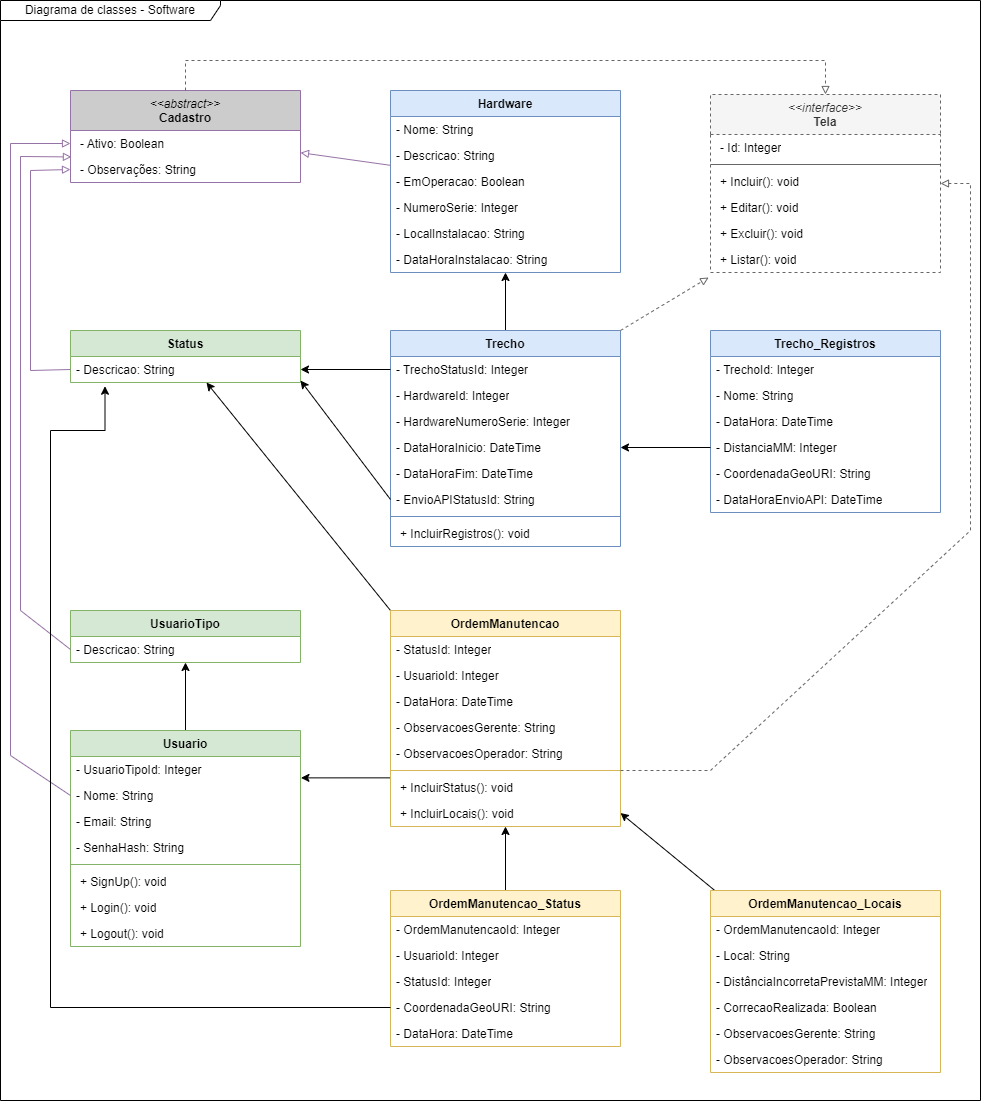 Diagrama de classes - Software
<<abstract>>
Cadastro
- Ativo: Boolean
- Observações: String
Hardware
- Nome: String
- Descricao: String
- EmOperacao: Boolean
- NumeroSerie: Integer
- LocalInstalacao: String
- DataHoraInstalacao: String
<<interface>>
Tela
- Id: Integer
+ Incluir(): void
+ Editar(): void
+ Excluir(): void
+ Listar(): void
Status
- Descricao: String
Trecho
- TrechoStatusId: Integer
- HardwareId: Integer
- HardwareNumeroSerie: Integer
- DataHoraInicio: DateTime
- DataHoraFim: DateTime
- EnvioAPIStatusId: String
+ IncluirRegistros(): void
Trecho_Registros
- TrechoId: Integer
- Nome: String
- DataHora: DateTime
- DistanciaMM: Integer
- CoordenadaGeoURI: String
- DataHoraEnvioAPI: DateTime
UsuarioTipo
- Descricao: String
OrdemManutencao
- StatusId: Integer
- UsuarioId: Integer
- DataHora: DateTime
- ObservacoesGerente: String
- ObservacoesOperador: String
+ IncluirStatus(): void
+ IncluirLocais(): void
Usuario
- UsuarioTipoId: Integer
- Nome: String
- Email: String
- SenhaHash: String
+ SignUp(): void
+ Login(): void
+ Logout(): void
OrdemManutencao_Status
- OrdemManutencaoId: Integer
- UsuarioId: Integer
- StatusId: Integer
- CoordenadaGeoURI: String
- DataHora: DateTime
OrdemManutencao_Locais
- OrdemManutencaoId: Integer
- Local: String
- DistânciaIncorretaPrevistaMM: Integer
- CorrecaoRealizada: Boolean
- ObservacoesGerente: String
- ObservacoesOperador: String